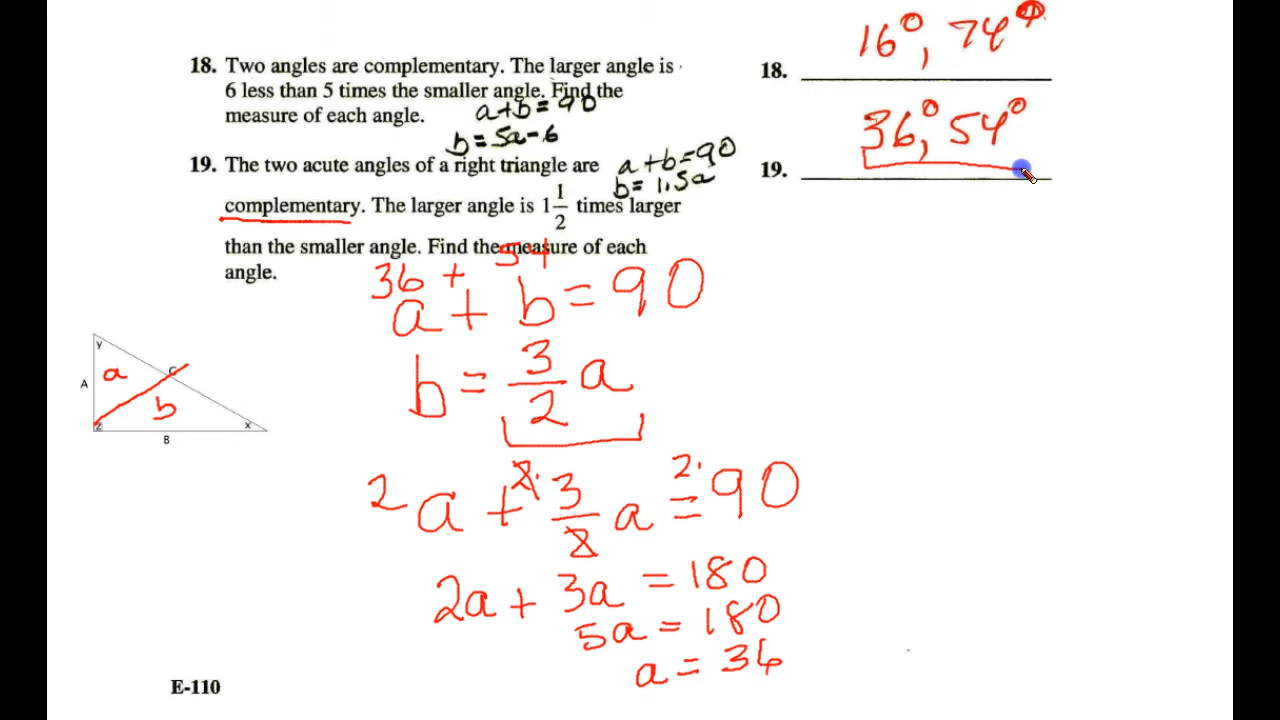 18. Two angles are complementary. The larger angle is
6 less than 5 times the smaller angle. Find the
measure of each angle.
a+b=90
b=5a-6
18. 16°, 74°
19. The two acute angles of a right triangle are
complementary. The larger angle is 1 1/2 times larger
than the smaller angle. Find the measure of each
angle.
a+b=90
b=1.5a
19. 36°, 54°
36 + 54
a + b = 90
b = 3/2 a
2 a + 2· 3/2 a = 2· 90
2a + 3a = 180
5a = 180
a = 36
y
A a C
b
z x
B
E-110